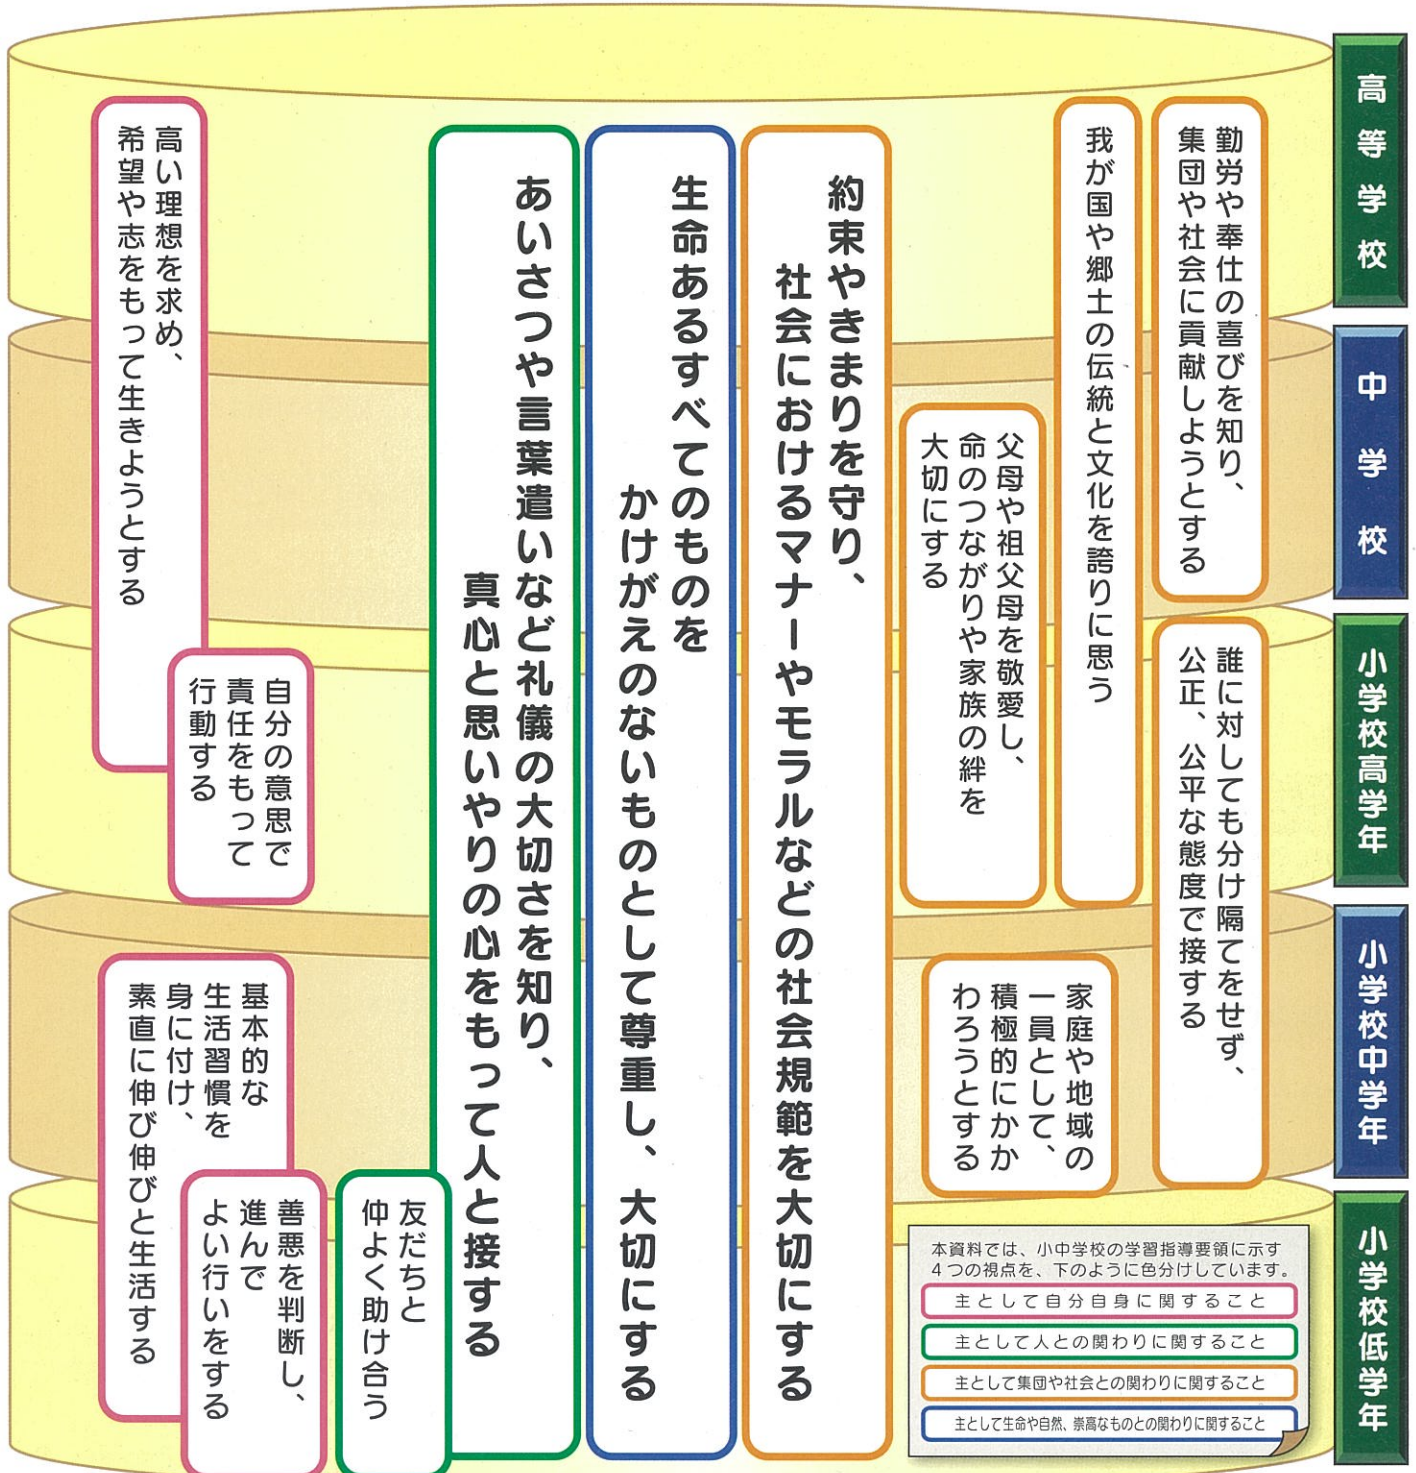 高等学校
中学校
小学校高学年
小学校中学年
小学校低学年
勤労や奉仕の喜びを知り、
集団や社会に貢献しようとする
誰に対しても分け隔てをせず、
公正、公平な態度で接する
我が国や郷土の伝統と文化を誇りに思う
父母や祖父母を敬愛し、
命のつながりや家族の絆を
大切にする
家庭や地域の
一員として、
積極的にかか
わろうとする
約束やきまりを守り、
社会におけるマナーやモラルなどの社会規範を大切にする
生命あるすべてのものを
かけがえのないものとして尊重し、大切にする
あいさつや言葉遣いなど礼儀の大切さを知り、
真心と思いやりの心をもって人と接する
友だちと
仲よく助け合う
高い理想を求め、
希望や志をもって生きようとする
自分の意思で
責任をもって
行動する
基本的な
生活習慣を
身に付け、
素直に伸び伸びと生活する
善悪を判断し、
進んで
よい行いをする
本資料では、小中学校の学習指導要領に示す
4つの視点を、下のように色分けしています。
主として自分自身に関すること
主として人との関わりに関すること
主として集団や社会との関わりに関すること
主として生命や自然、崇高なものとの関わりに関すること